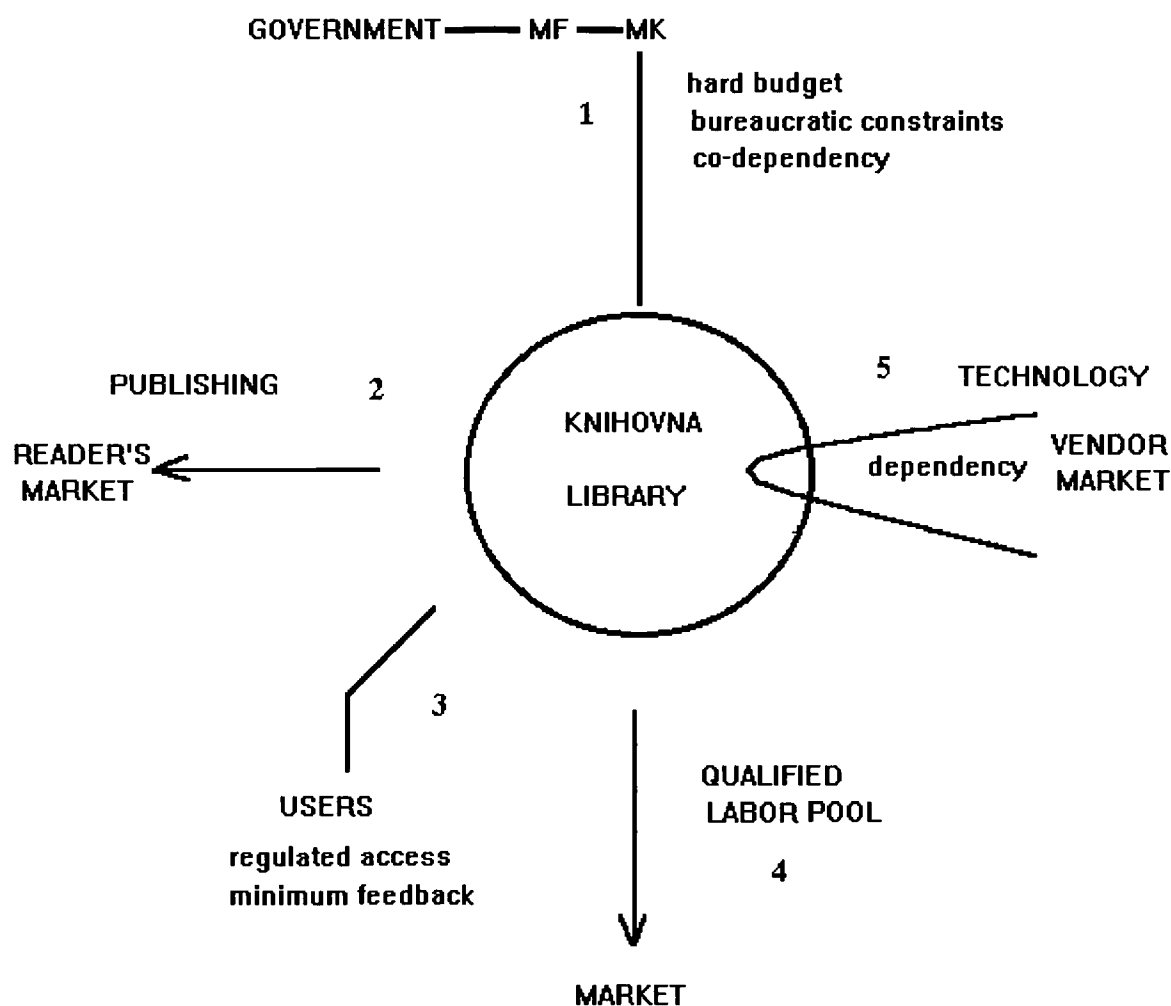 GOVERNMENT MF MK
1
hard budget
bureaucratic constraints
co-dependency
PUBLISHING
2
READER'S
MARKET
KNIHOVNA
LIBRARY
5
TECHNOLOGY
dependency
VENDOR
MARKET
3
USERS
regulated access
minimum feedback
QUALIFIED
LABOR POOL
4
MARKET